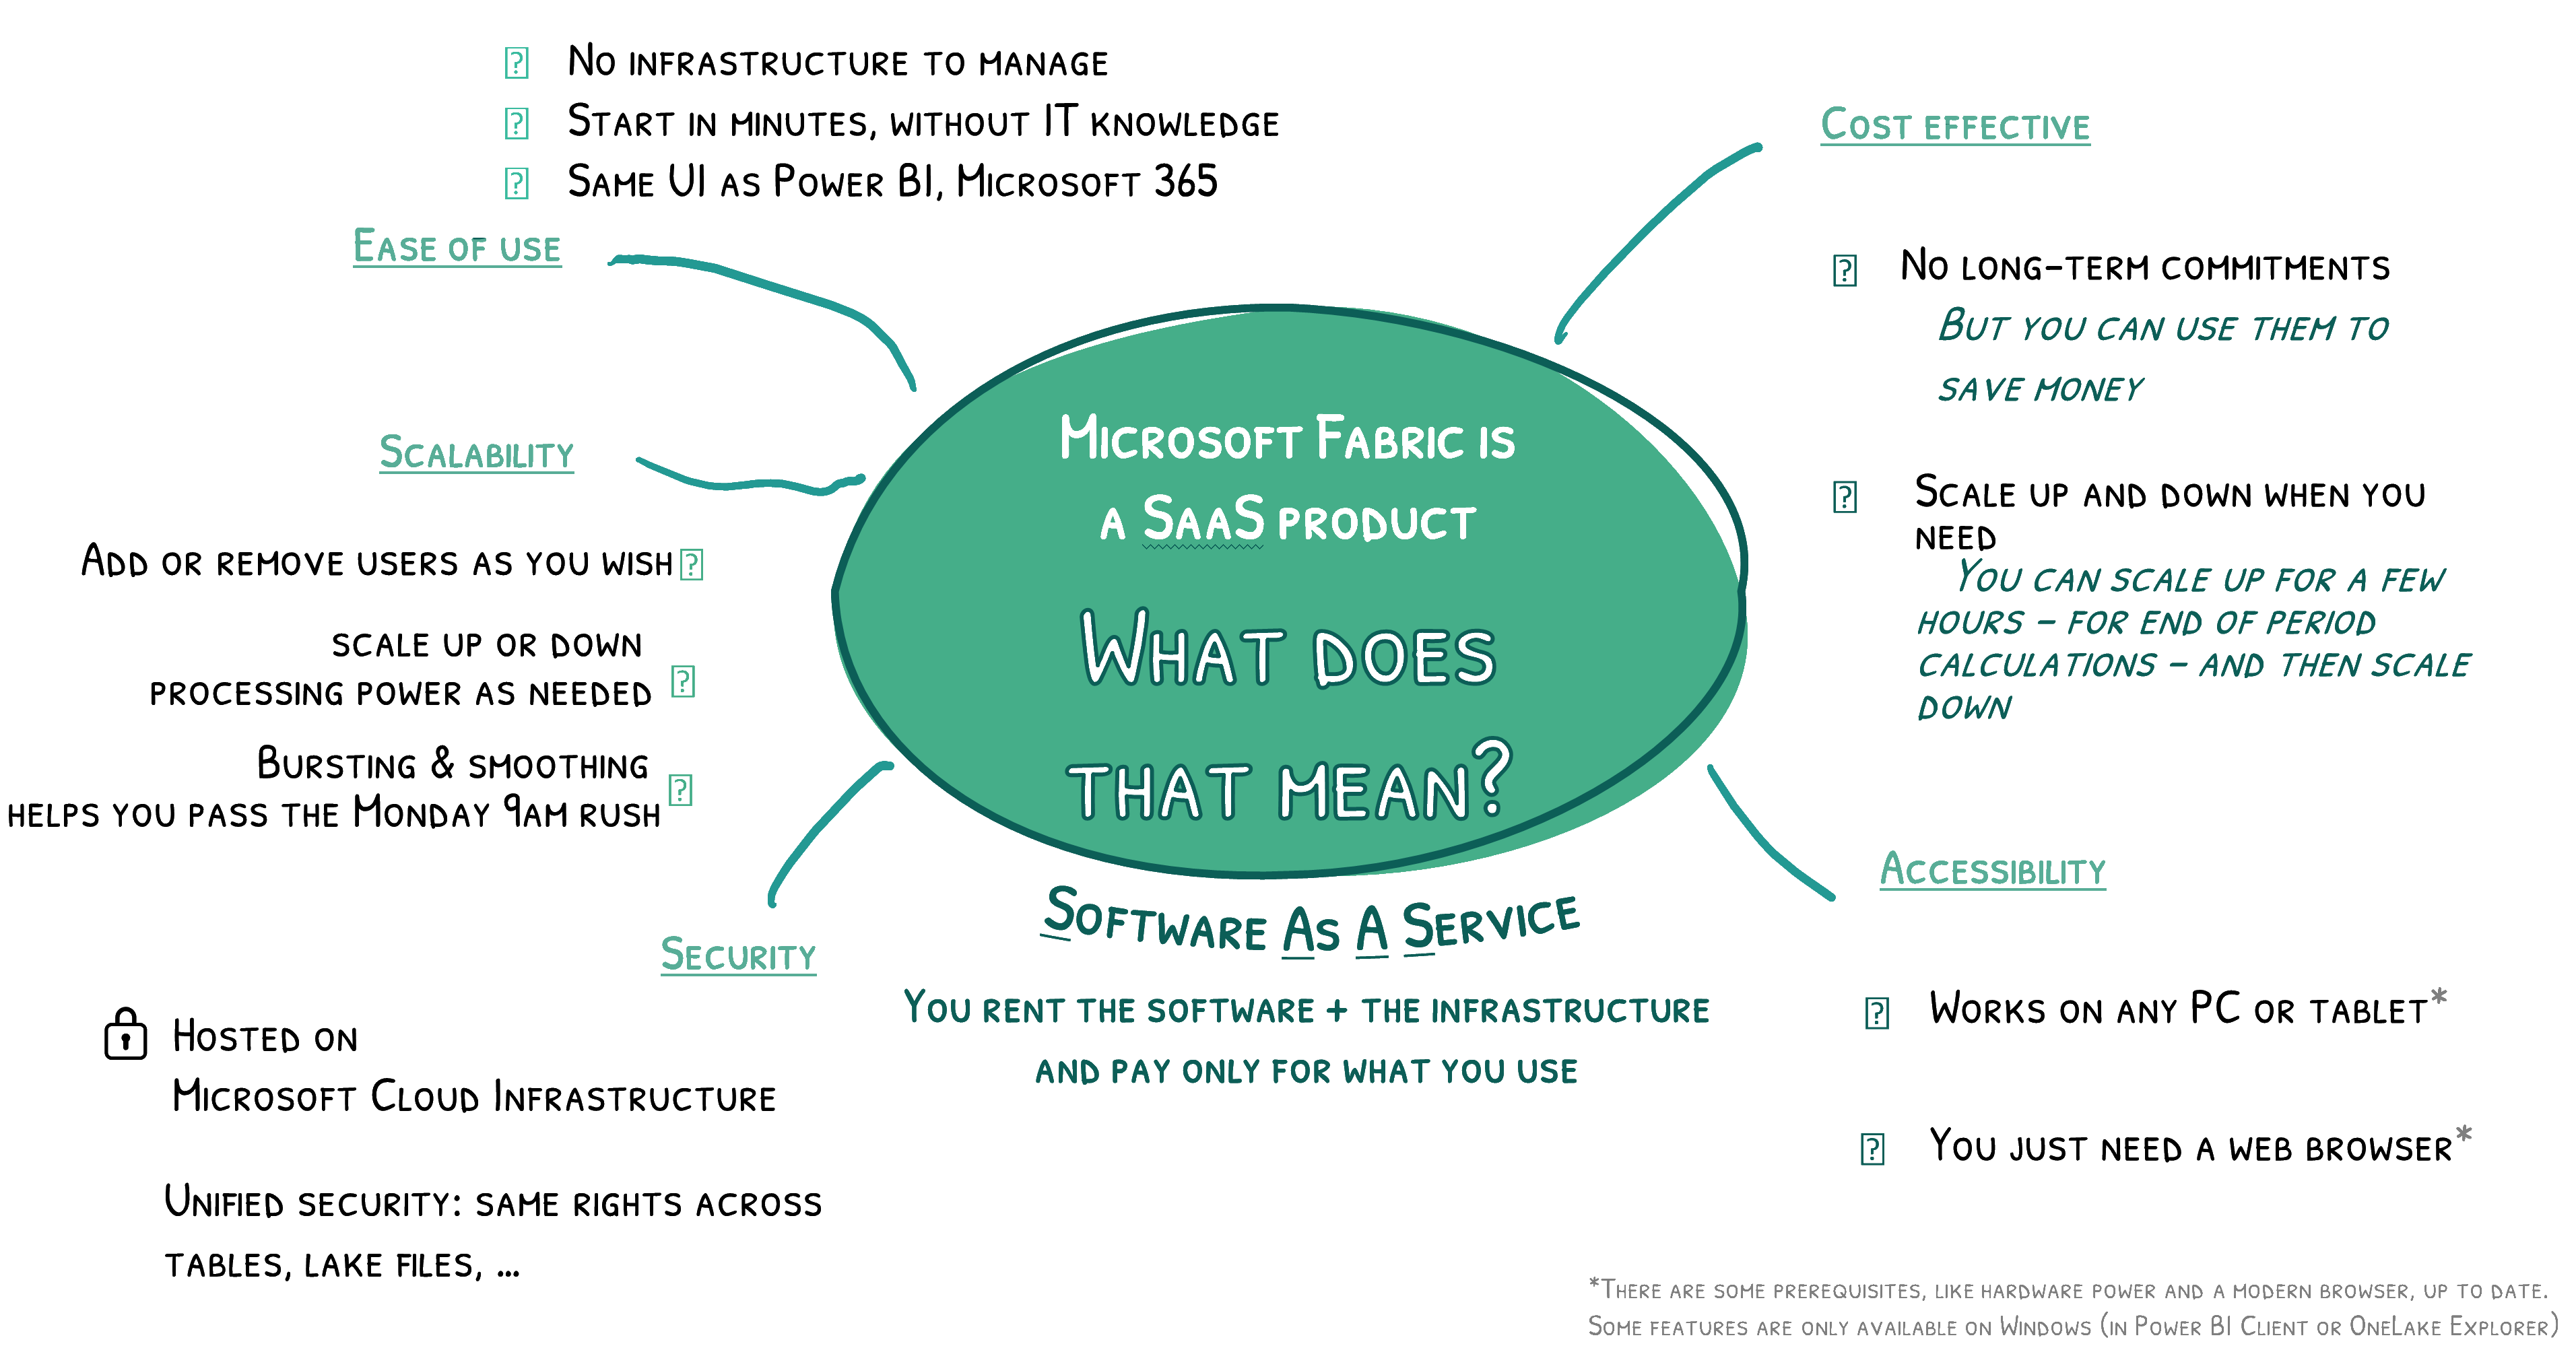 No infrastructure to manage
Start in minutes, without IT knowledge
Same UI as Power BI, Microsoft 365
Ease of use
Scalability
Add or remove users as you wish
scale up or down
processing power as needed
Bursting & smoothing
helps you pass the Monday 9am rush
Security
Hosted on
Microsoft Cloud Infrastructure
Unified security: same rights across
tables, lake files, ...
Microsoft Fabric is
a SaaS product
What does
that mean?
Software As A Service
You rent the software + the infrastructure
and pay only for what you use
Cost effective
No long-term commitments
But you can use them to
save money
Scale up and down when you
need
You can scale up for a few
hours – for end of period
calculations – and then scale
down
Accessibility
Works on any PC or tablet*
You just need a web browser*
*There are some prerequisites, like hardware power and a modern browser, up to date.
Some features are only available on Windows (in Power BI Client or OneLake Explorer)